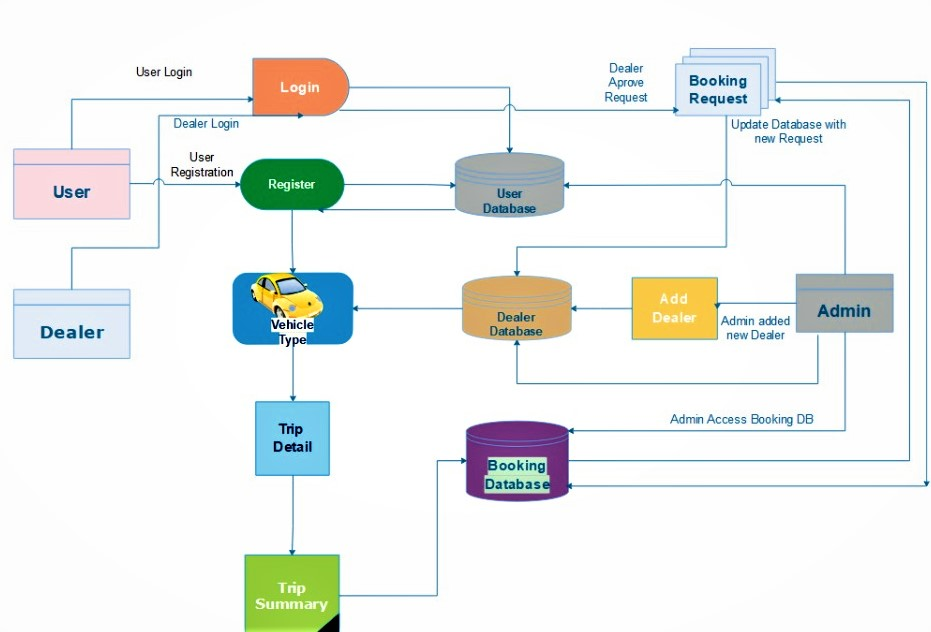 User Login
Login
Dealer
Aprove
Request
Booking
Request
Dealer Login
Update Database with
new Request
User
Registration
User
Register
User
Database
Dealer
Vehicle
Type
Dealer
Database
Add
Dealer
Admin added
new Dealer
Admin
Trip
Detail
Admin Access Booking DB
Booking
Database
Trip
Summary